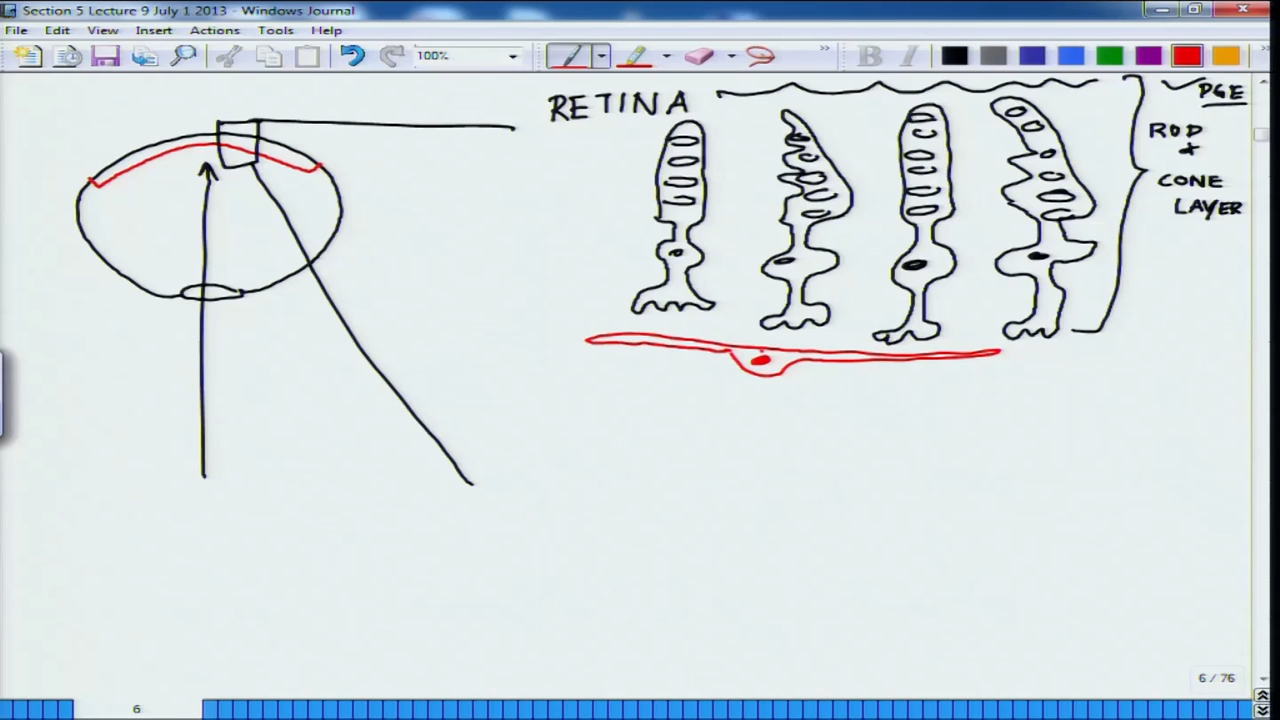 Section 5 Lecture 9 July 1 2013 - Windows Journal
File Edit View Insert Actions Tools Help
100%
B I
RETINA
PGE
ROD
+
CONE
LAYER
6 / 76
6